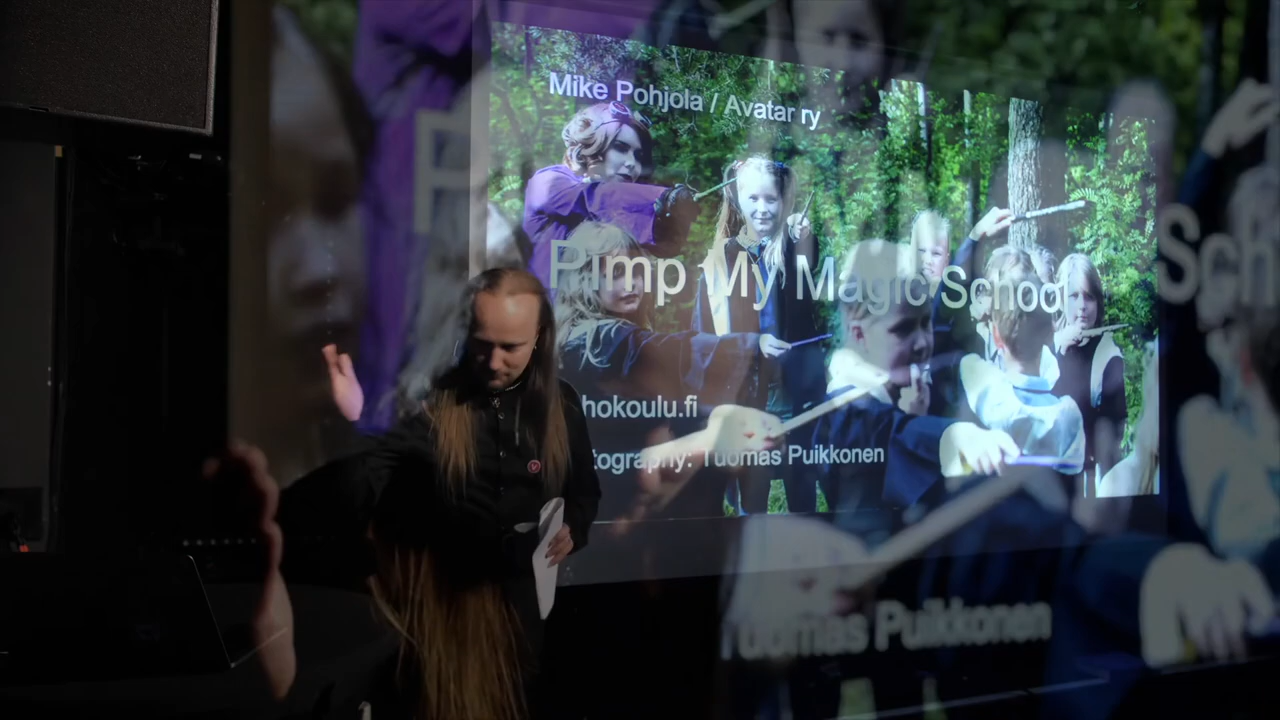 Mike Pohjola / Avatar ry
Pimp My Magic School
hokoulu.fi
tography: Tuomas Puikkonen
Sch
Tuomas Puikkonen